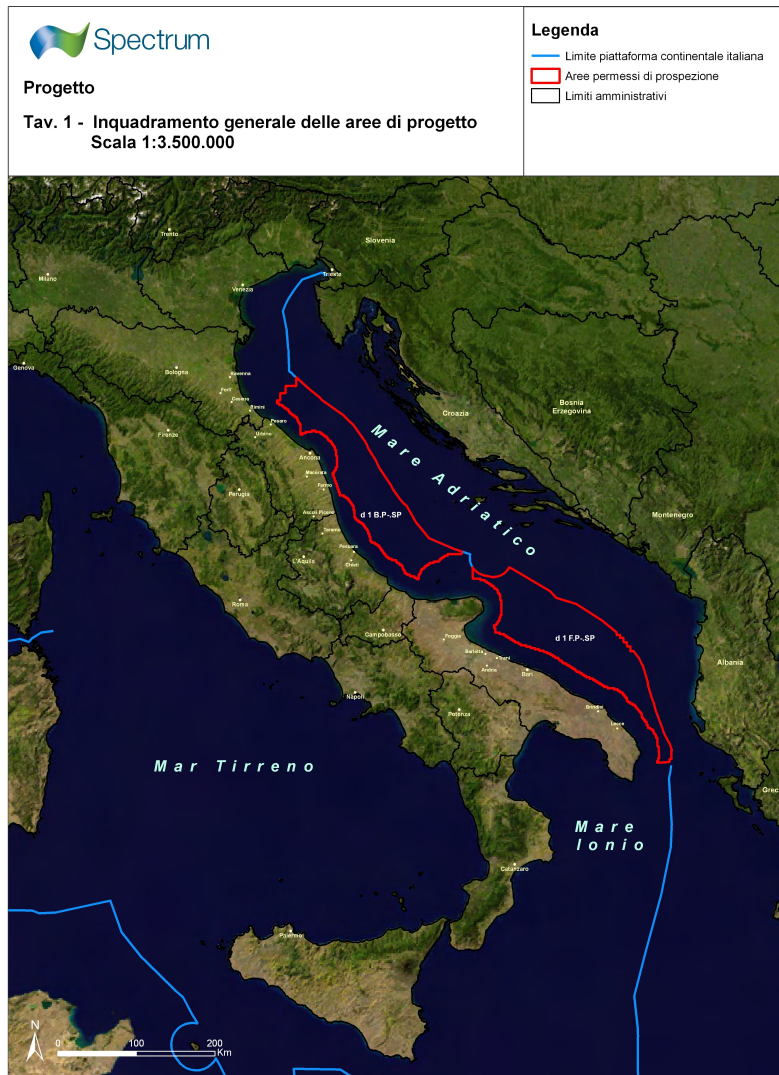 Spectrum
Progetto
Tav. 1 - Inquadramento generale delle aree di progetto
Scala 1:3.500.000
Legenda
Limite piattaforma continentale italiana
Aree permessi di prospezione
Limiti amministrativi
Trento
Slovenia
Milano
Venezia
Trieste
Genova
Bologna
Ravenna
Forli'
Cesena
Rimini
Croazia
Bosnia
Erzegovina
Firenze
Pesaro
Urbino
Mare Adriatico
Ancona
Macerata
Fermo
Perugia
d 1 B.P-.SP
Ascoli Piceno
Teramo
Montenegro
Pescara
L'Aquila
Chieti
Roma
Campobasso
Foggia
d 1 F.P-.SP
Barletta
Trani
Andria
Bari
Albania
Napoli
Potenza
Brindisi
Lecce
Mar Tirreno
Grec
Mare
Ionio
Catanzaro
Palermo
N
0 100 200
Km